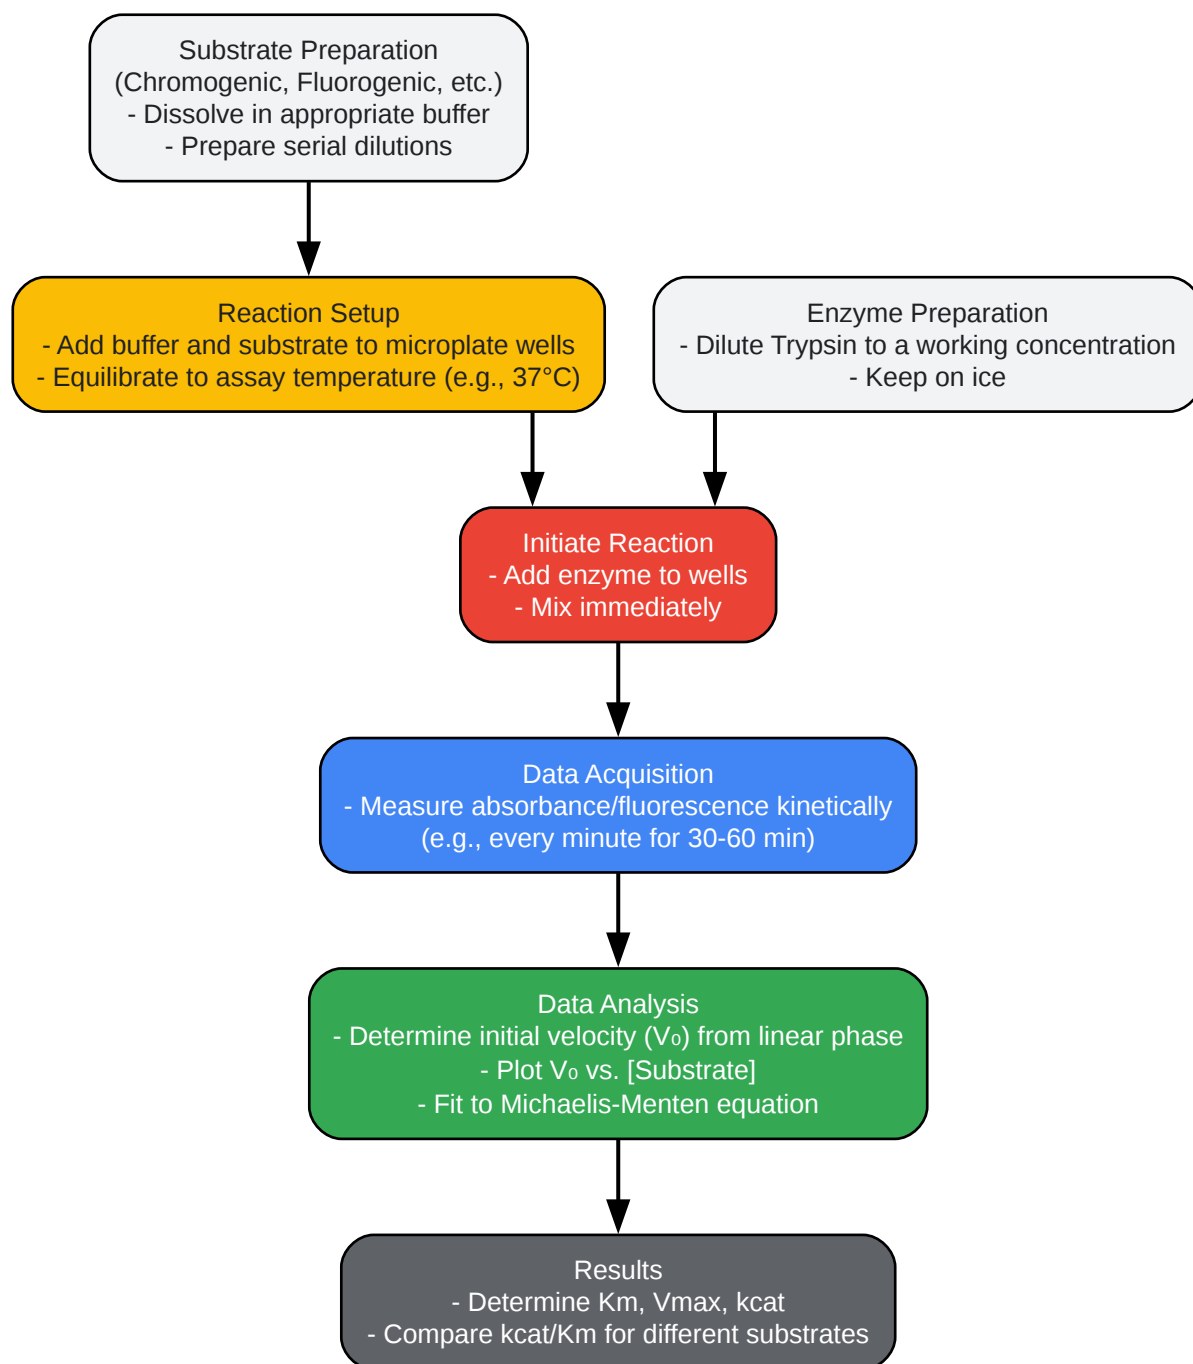 Substrate Preparation
(Chromogenic, Fluorogenic, etc.)
- Dissolve in appropriate buffer
- Prepare serial dilutions
Reaction Setup
- Add buffer and substrate to microplate wells
- Equilibrate to assay temperature (e.g., 37°C)
Enzyme Preparation
- Dilute Trypsin to a working concentration
- Keep on ice
Initiate Reaction
- Add enzyme to wells
- Mix immediately
Data Acquisition
- Measure absorbance/fluorescence kinetically
(e.g., every minute for 30-60 min)
Data Analysis
- Determine initial velocity (V₀) from linear phase
- Plot V₀ vs. [Substrate]
- Fit to Michaelis-Menten equation
Results
- Determine Km, Vmax, kcat
- Compare kcat/Km for different substrates